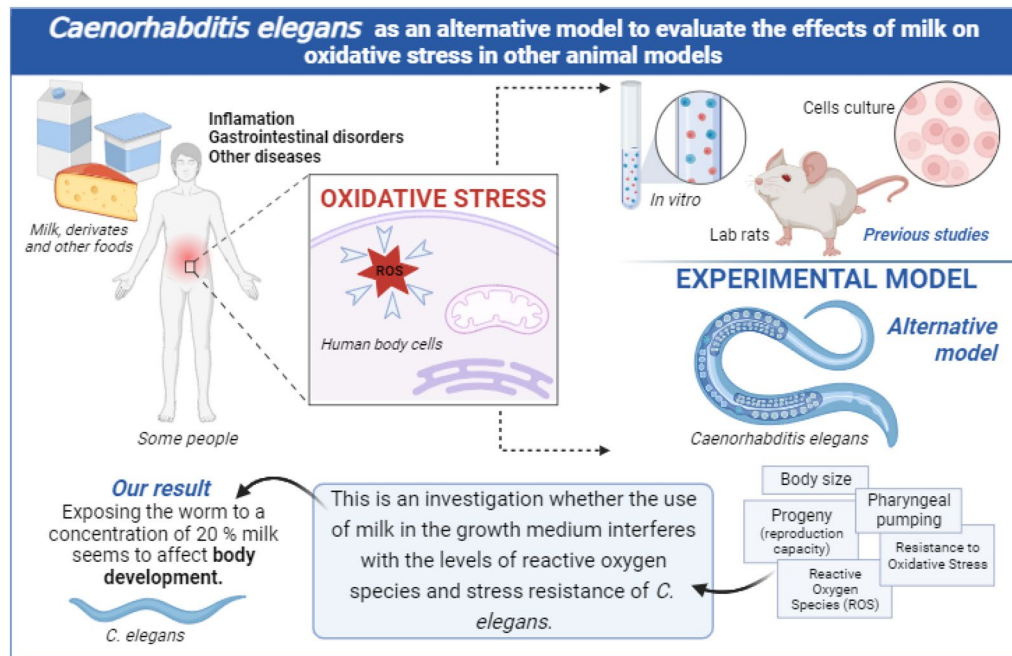 Caenorhabditis elegans as an alternative model to evaluate the effects of milk on
oxidative stress in other animal models
Inflamation
Gastrointestinal disorders
Other diseases
Milk, derivates
and other foods
Some people
OXIDATIVE STRESS
ROS
Human body cells
In vitro
Cells culture
Lab rats
Previous studies
EXPERIMENTAL MODEL
Alternative
model
Caenorhabditis elegans
Our result
Exposing the worm to a
concentration of 20 % milk
seems to affect body
development.
C. elegans
This is an investigation whether the use
of milk in the growth medium interferes
with the levels of reactive oxygen
species and stress resistance of C.
elegans.
Body size
Pharyngeal
pumping
Progeny
(reproduction
capacity)
Resistance to
Oxidative Stress
Reactive
Oxygen
Species (ROS)